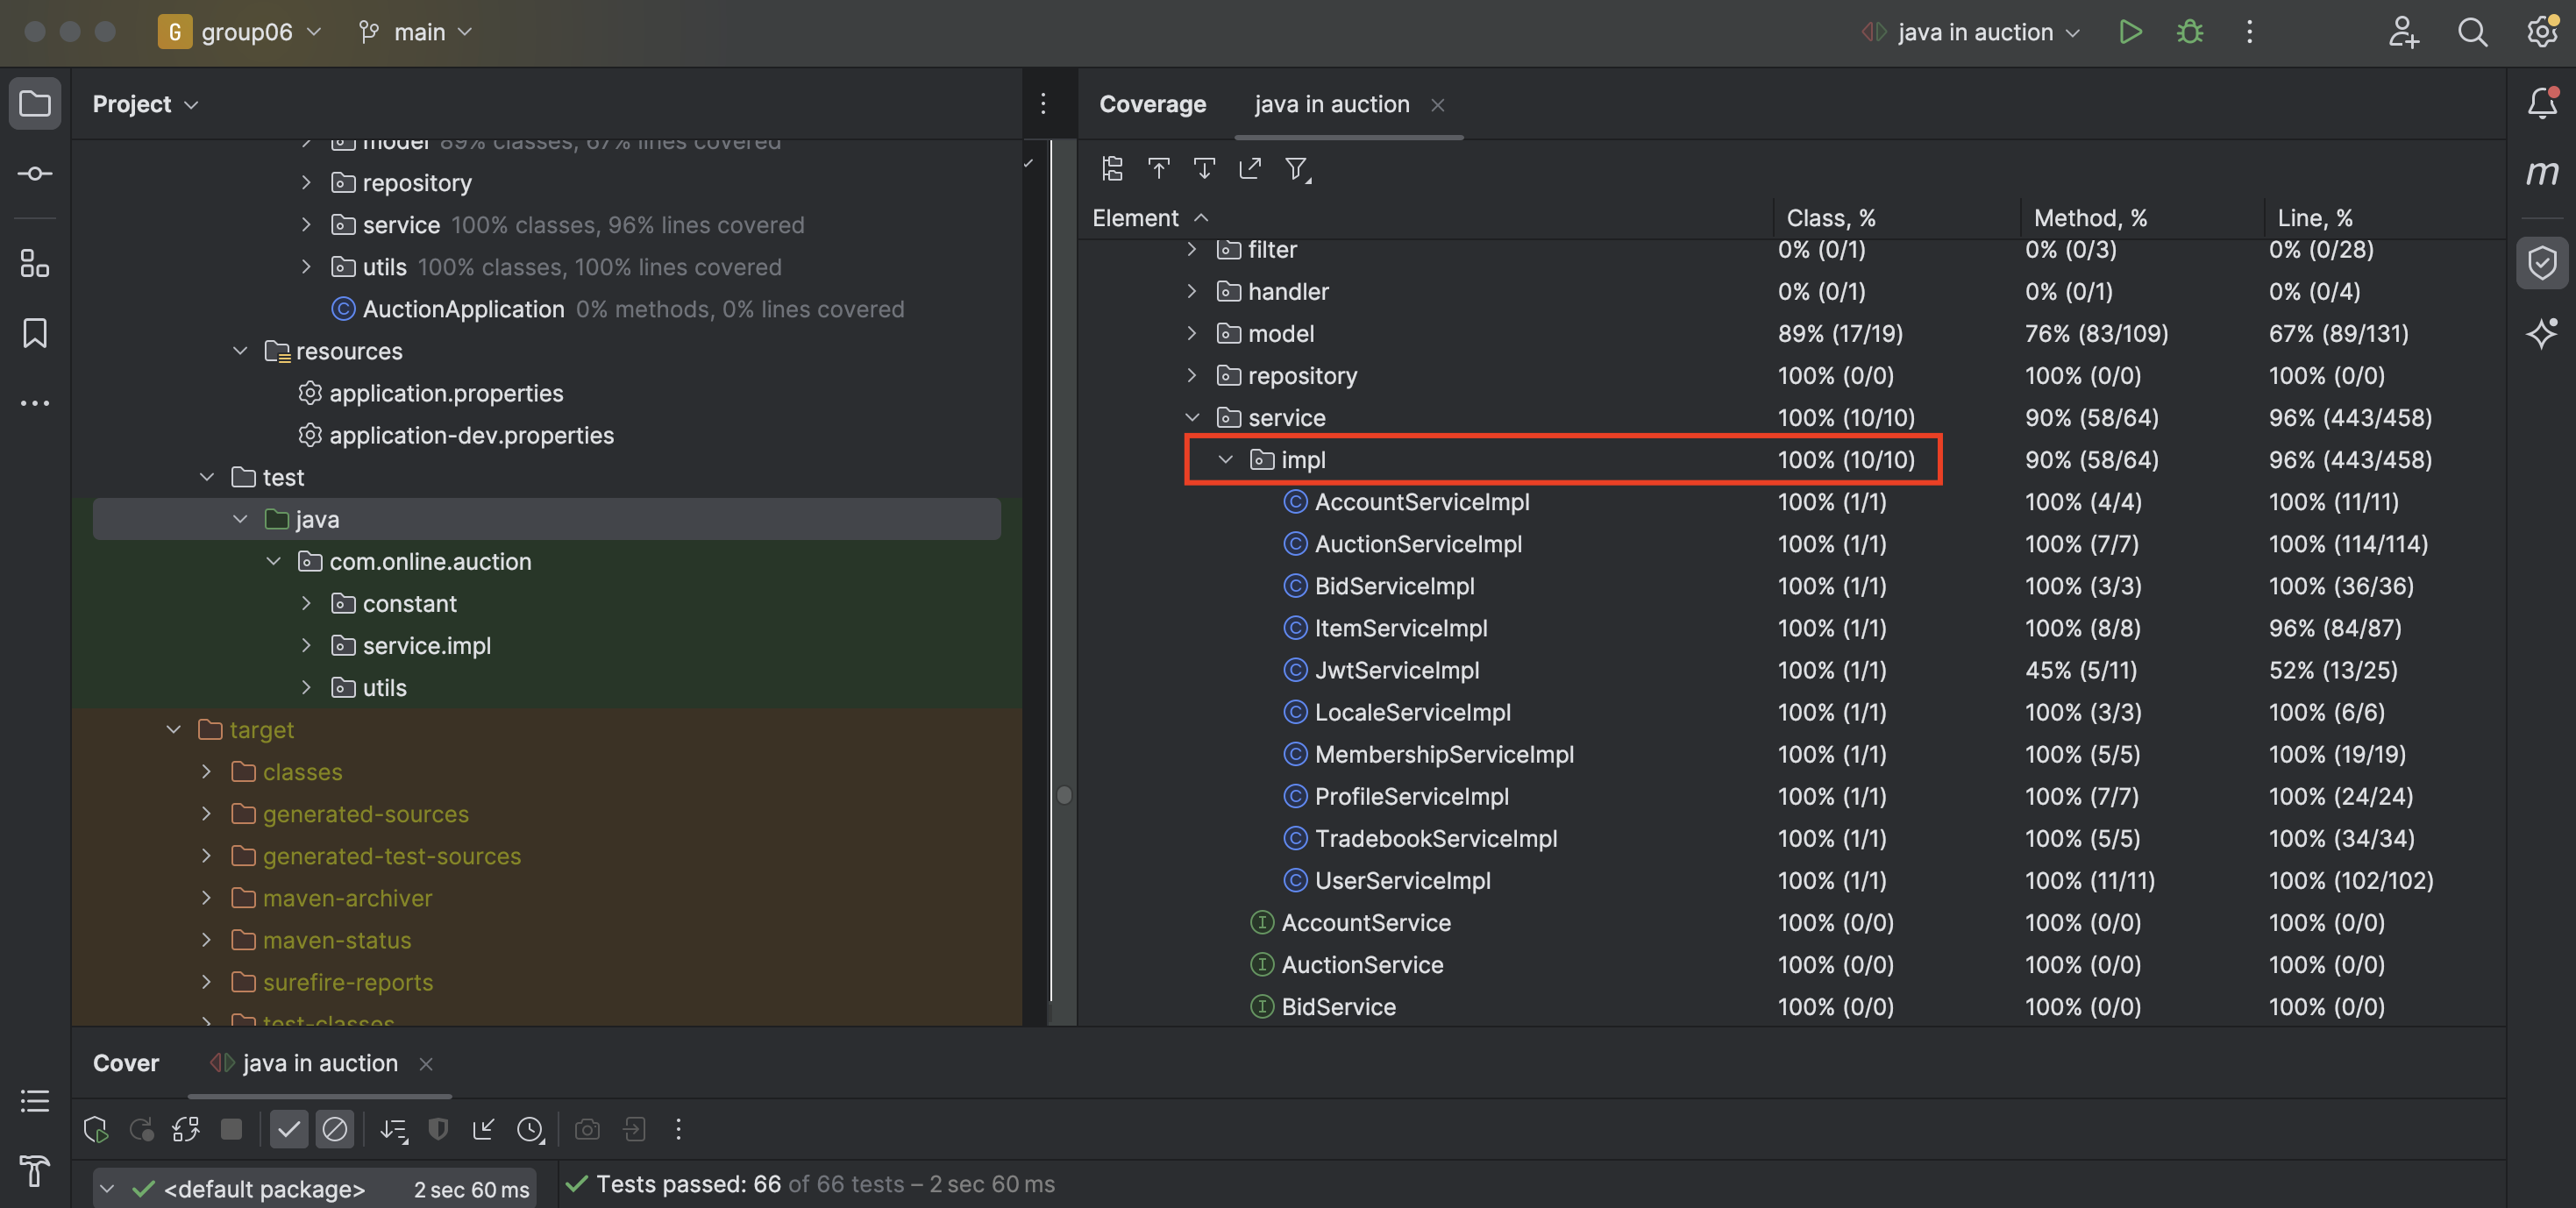 G group06 main java in auction
Project
model 89% classes, 67% lines covered
repository
service 100% classes, 96% lines covered
utils 100% classes, 100% lines covered
AuctionApplication 0% methods, 0% lines covered
resources
application.properties
application-dev.properties
test
java
com.online.auction
constant
service.impl
utils
target
classes
generated-sources
generated-test-sources
maven-archiver
maven-status
surefire-reports
test-classes
Coverage java in auction
Element Class, % Method, % Line, %
filter 0% (0/1) 0% (0/3) 0% (0/28)
handler 0% (0/1) 0% (0/1) 0% (0/4)
model 89% (17/19) 76% (83/109) 67% (89/131)
repository 100% (0/0) 100% (0/0) 100% (0/0)
service 100% (10/10) 90% (58/64) 96% (443/458)
impl 100% (10/10) 90% (58/64) 96% (443/458)
AccountServiceImpl 100% (1/1) 100% (4/4) 100% (11/11)
AuctionServiceImpl 100% (1/1) 100% (7/7) 100% (114/114)
BidServiceImpl 100% (1/1) 100% (3/3) 100% (36/36)
ItemServiceImpl 100% (1/1) 100% (8/8) 96% (84/87)
JwtServiceImpl 100% (1/1) 45% (5/11) 52% (13/25)
LocaleServiceImpl 100% (1/1) 100% (3/3) 100% (6/6)
MembershipServiceImpl 100% (1/1) 100% (5/5) 100% (19/19)
ProfileServiceImpl 100% (1/1) 100% (7/7) 100% (24/24)
TradebookServiceImpl 100% (1/1) 100% (5/5) 100% (34/34)
UserServiceImpl 100% (1/1) 100% (11/11) 100% (102/102)
AccountService 100% (0/0) 100% (0/0) 100% (0/0)
AuctionService 100% (0/0) 100% (0/0) 100% (0/0)
BidService 100% (0/0) 100% (0/0) 100% (0/0)
m
Cover java in auction
<default package> 2 sec 60 ms
Tests passed: 66 of 66 tests – 2 sec 60 ms